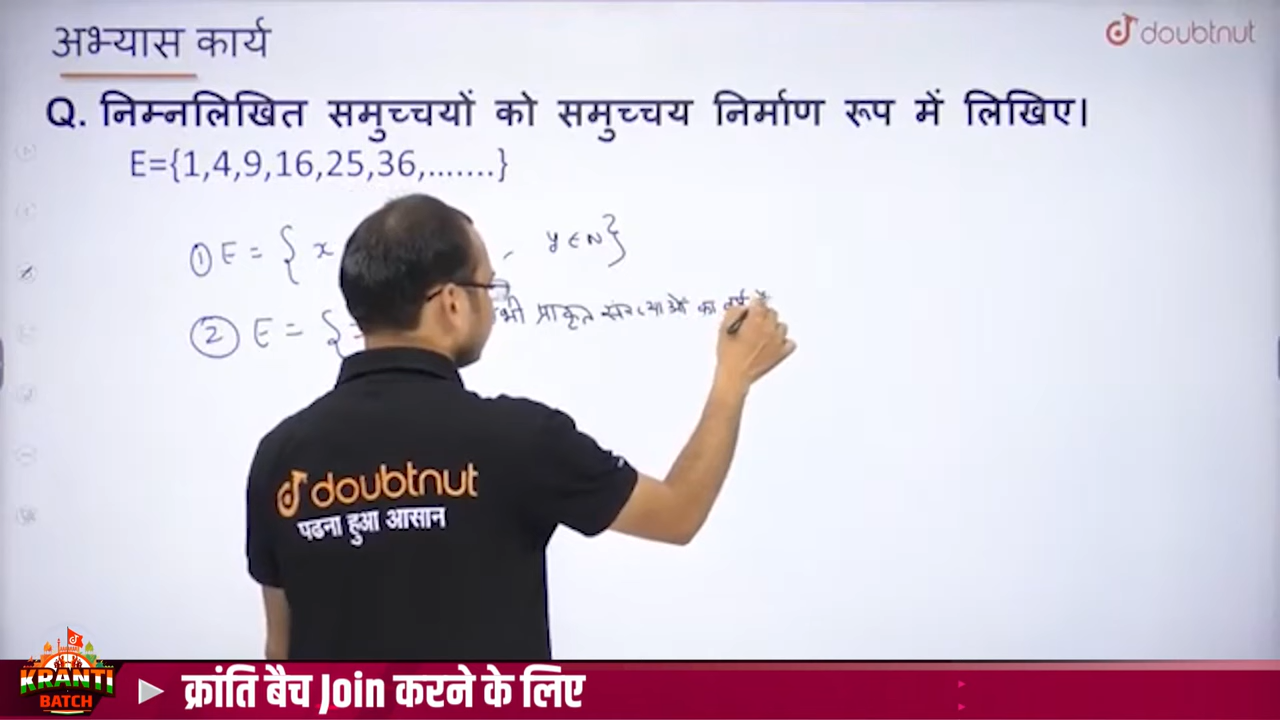 अभ्यास कार्य
doubtnut
Q. निम्नलिखित समुच्चयों को समुच्चय निर्माण रूप में लिखिए।
E={1,4,9,16,25,36,.......}
① E = { x , y ∈ N }
② E = { प्राकृत संख्याओं का वर्ग है
doubtnut
पढना हुआ आसान
KRANTI
BATCH
क्रांति बैच Join करने के लिए